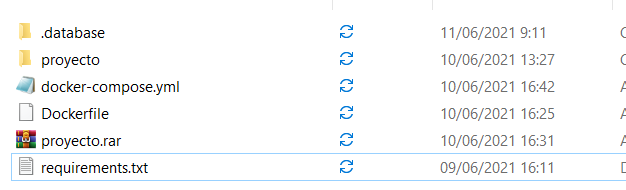 .database 11/06/2021 9:11
proyecto 10/06/2021 13:27
docker-compose.yml 10/06/2021 16:42
Dockerfile 10/06/2021 16:25
proyecto.rar 10/06/2021 16:31
requirements.txt 09/06/2021 16:11